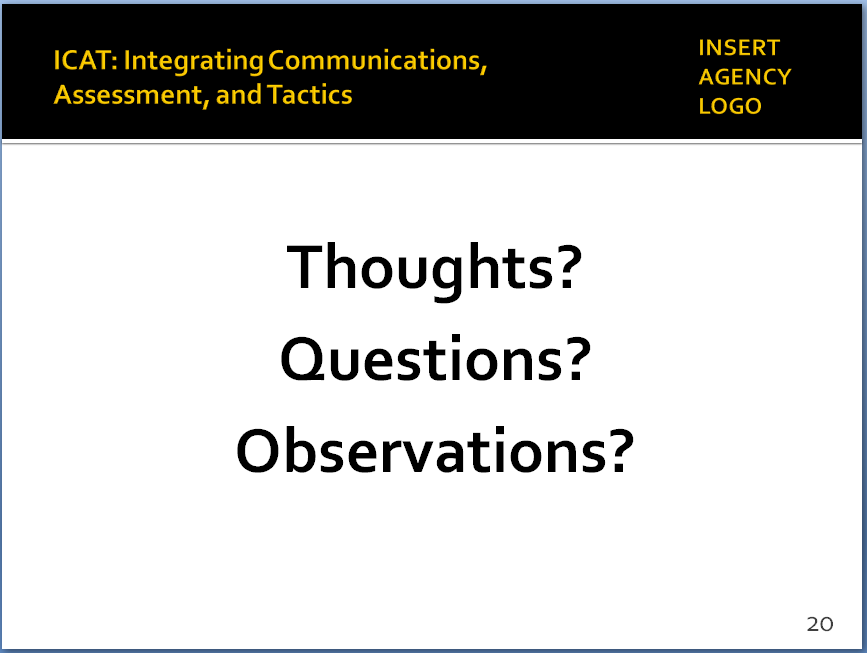 ICAT: Integrating Communications,
Assessment, and Tactics
INSERT
AGENCY
LOGO
Thoughts?
Questions?
Observations?
20